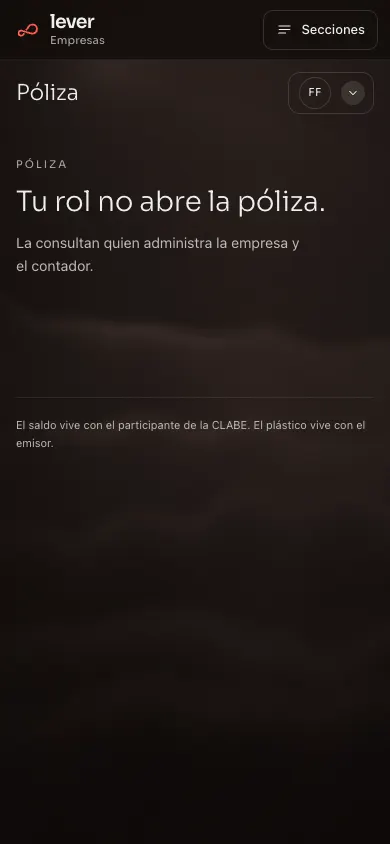 lever
Empresas
Secciones
Póliza
FF
PÓLIZA
Tu rol no abre la póliza.
La consultan quien administra la empresa y
el contador.
El saldo vive con el participante de la CLABE. El plástico vive con el
emisor.